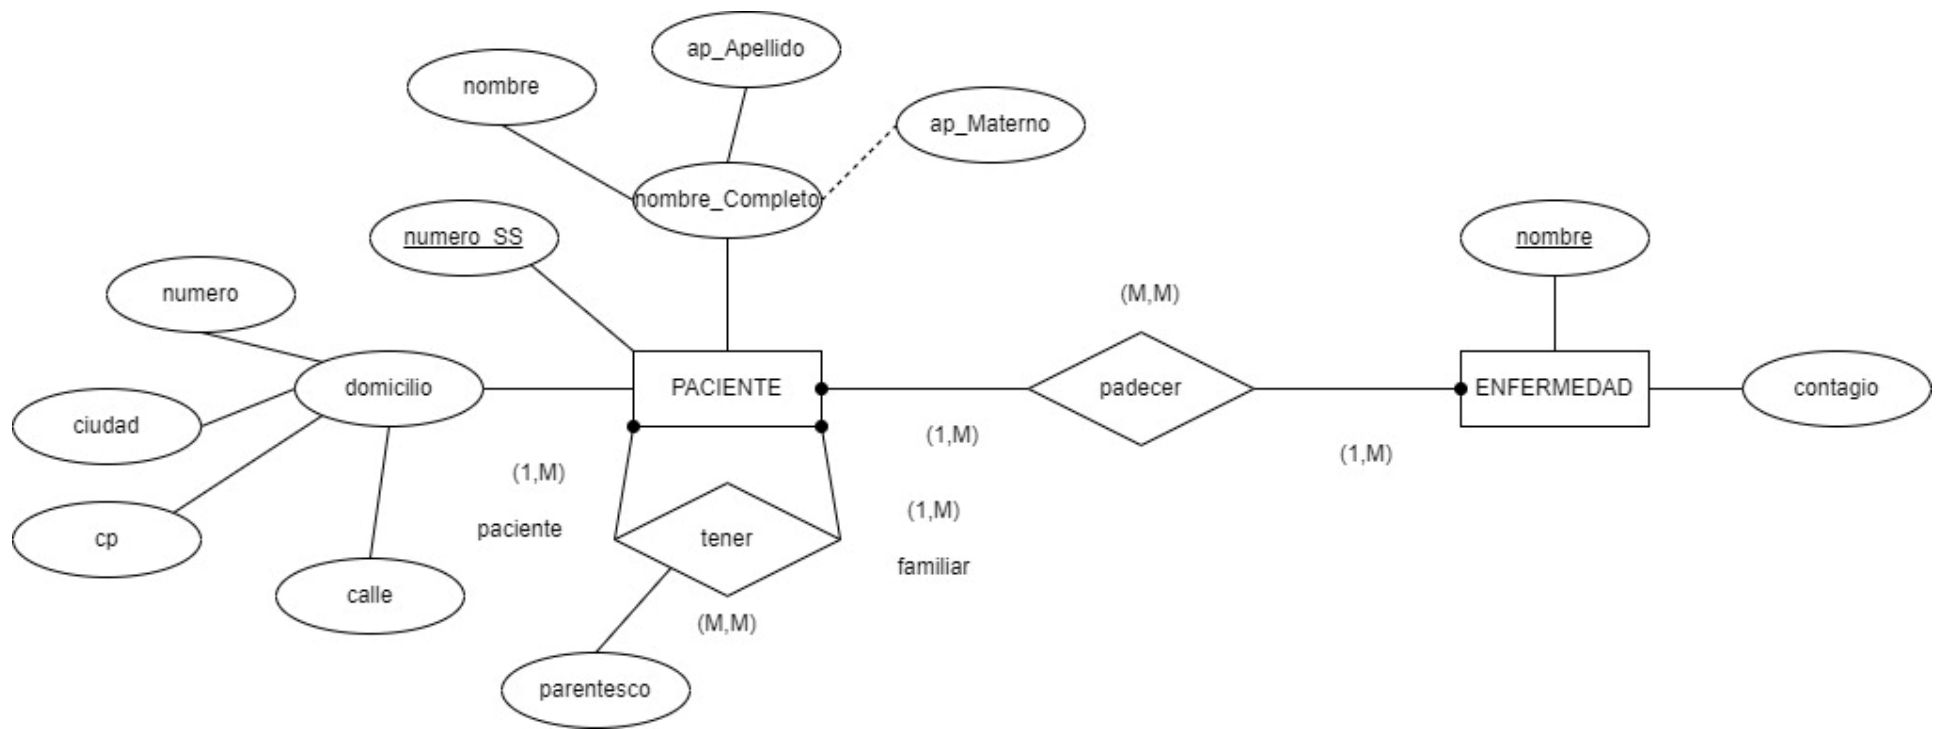 ap_Apellido
nombre
ap_Materno
nombre_Completo
numero_SS
nombre
numero
(M,M)
domicilio
PACIENTE
padecer
ENFERMEDAD
contagio
ciudad
(1,M)
(1,M)
(1,M)
(1,M)
paciente
tener
cp
familiar
calle
(M,M)
parentesco